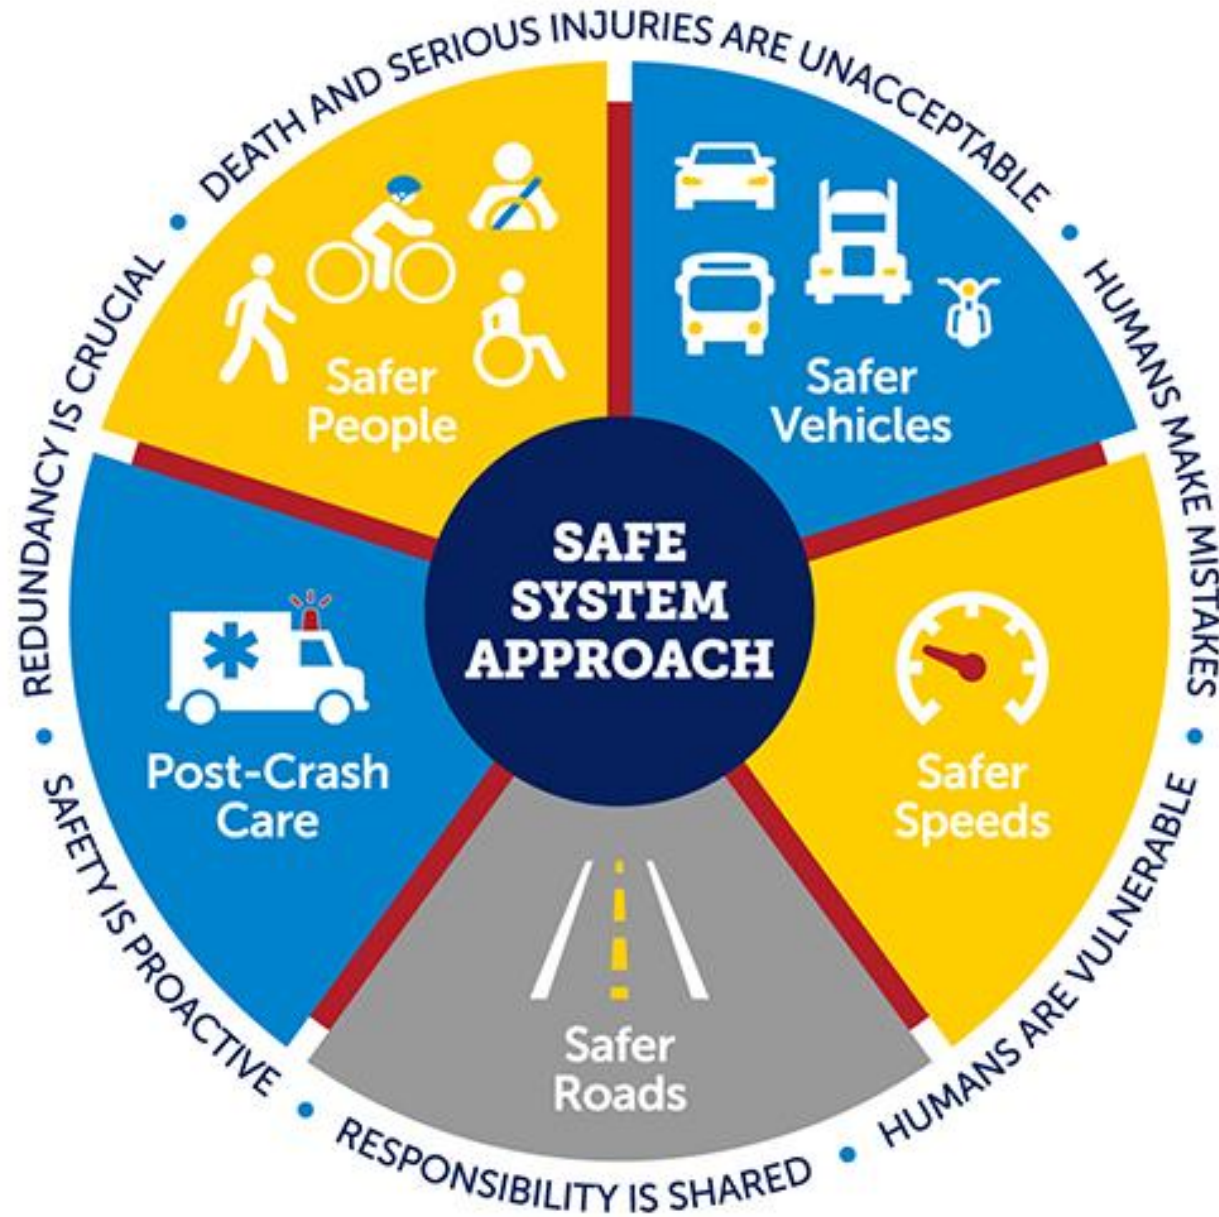 DEATH AND SERIOUS INJURIES ARE UNACCEPTABLE
HUMANS MAKE MISTAKES
HUMANS ARE VULNERABLE
RESPONSIBILITY IS SHARED
SAFETY IS PROACTIVE
REDUNDANCY IS CRUCIAL
Safer
People
Safer
Vehicles
SAFE
SYSTEM
APPROACH
Post-Crash
Care
Safer
Speeds
Safer
Roads